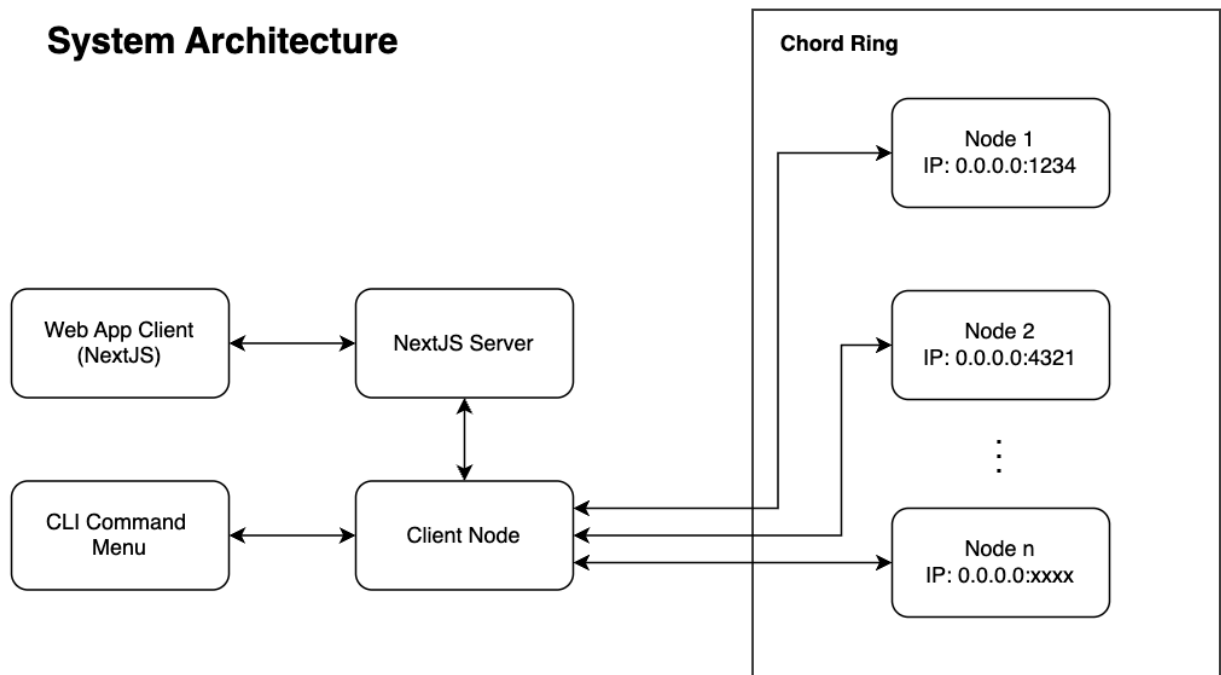 System Architecture
Chord Ring
Node 1
IP: 0.0.0.0:1234
Web App Client
(NextJS)
NextJS Server
Node 2
IP: 0.0.0.0:4321
CLI Command
Menu
Client Node
Node n
IP: 0.0.0.0:xxxx